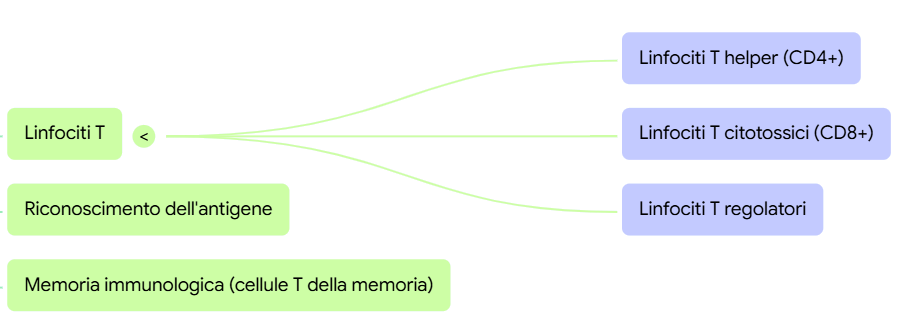 Linfociti T helper (CD4+)
Linfociti T
<
Linfociti T citotossici (CD8+)
Riconoscimento dell'antigene
Linfociti T regolatori
Memoria immunologica (cellule T della memoria)